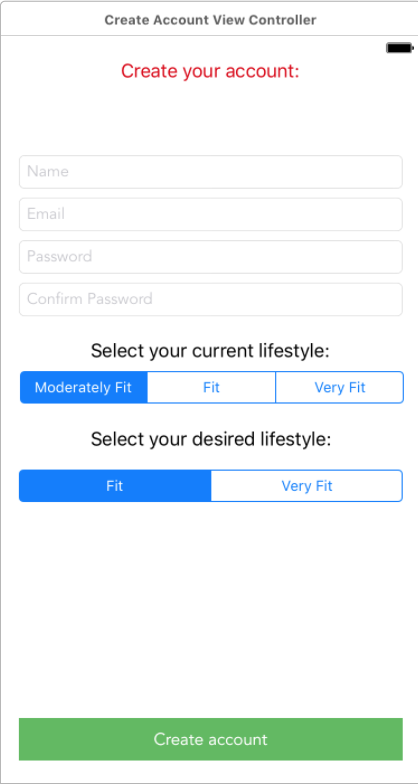 Create Account View Controller
Create your account:
Name
Email
Password
Confirm Password
Select your current lifestyle:
Moderately Fit Fit Very Fit
Select your desired lifestyle:
Fit Very Fit
Create account